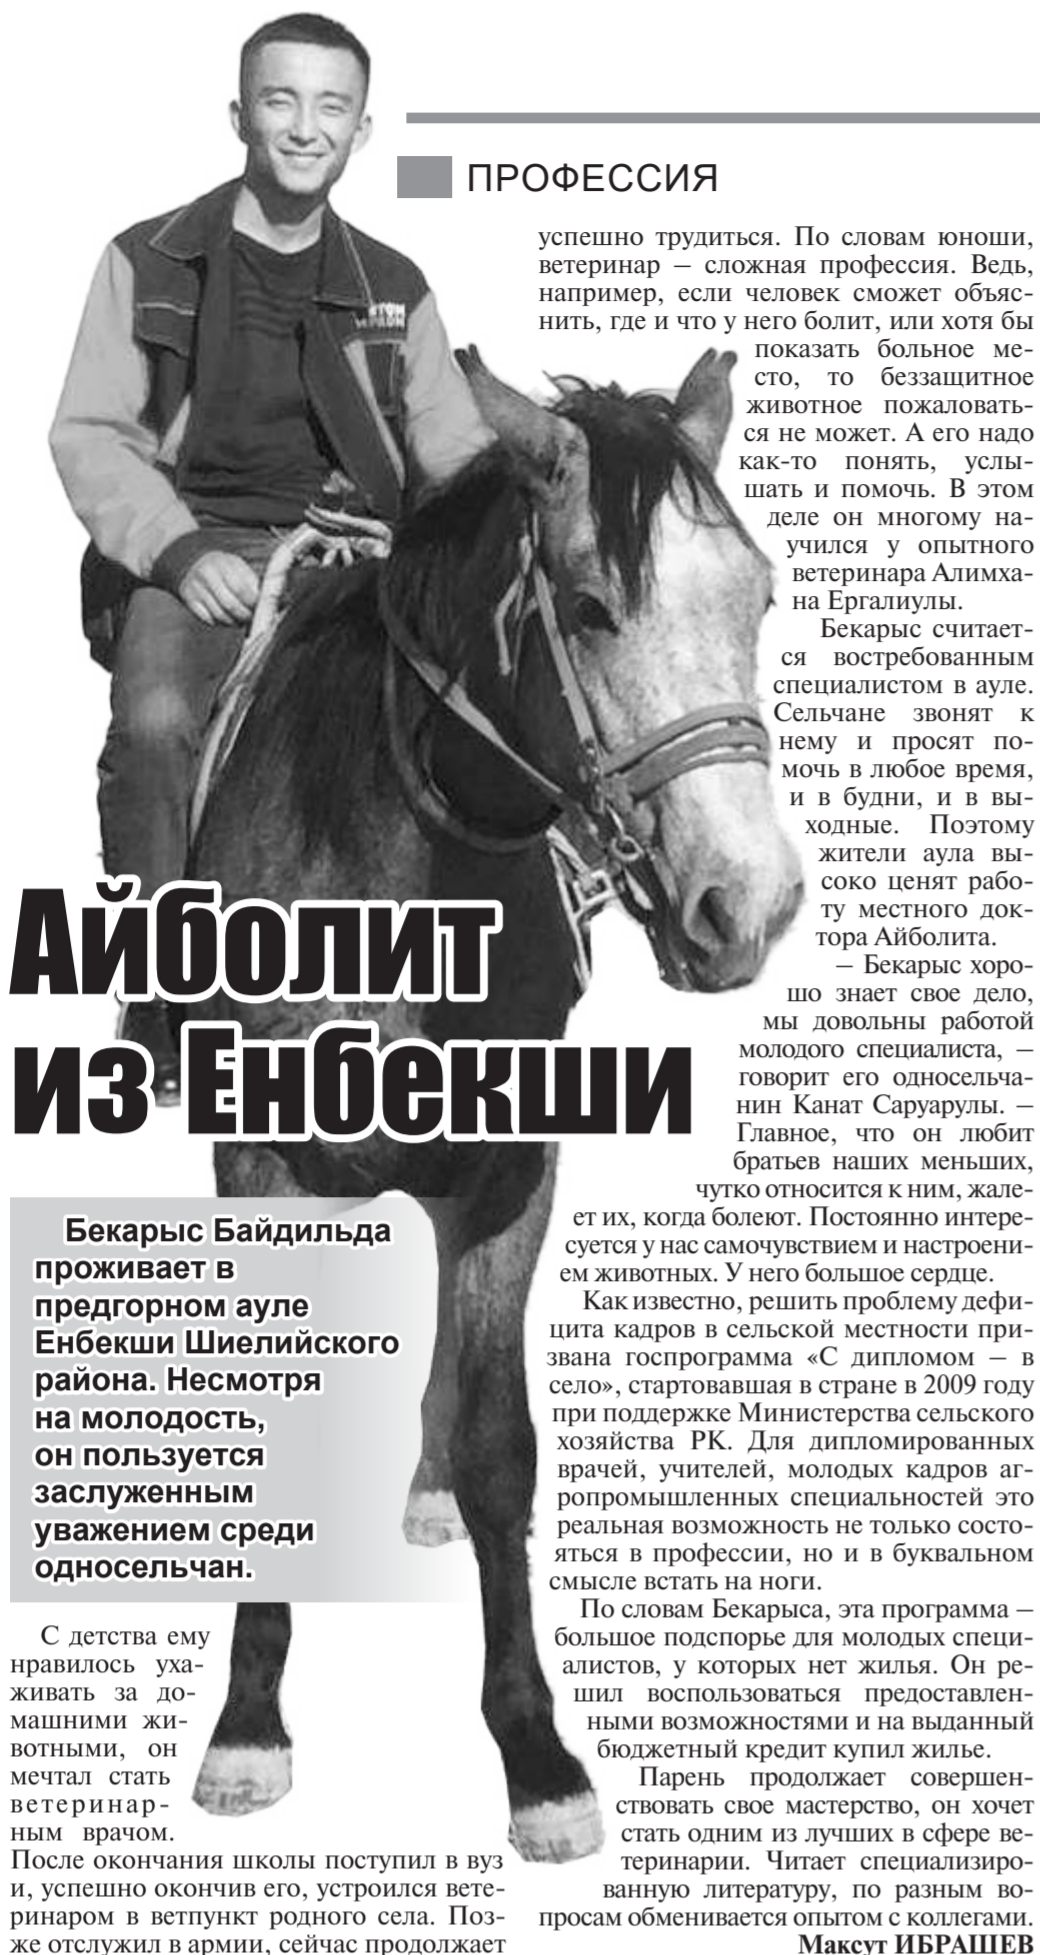 ПРОФЕССИЯ
Айболит
из Енбекши
Бекарыс Байдильда
проживает в
предгорном ауле
Енбекши Шиелийского
района. Несмотря
на молодость,
он пользуется
заслуженным
уважением среди
односельчан.
С детства ему
нравилось уха-
живать за до-
машними жи-
вотными, он
мечтал стать
ветеринар-
ным врачом.
После окончания школы поступил в вуз
и, успешно окончив его, устроился вете-
ринаром в ветпункт родного села. Поз-
же отслужил в армии, сейчас продолжает
успешно трудиться. По словам юноши,
ветеринар – сложная профессия. Ведь,
например, если человек сможет объяс-
нить, где и что у него болит, или хотя бы
показать больное ме-
сто, то беззащитное
животное пожаловать-
ся не может. А его надо
как-то понять, услы-
шать и помочь. В этом
деле он многому на-
учился у опытного
ветеринара Алимха-
на Ергалиулы.
Бекарыс считает-
ся востребованным
специалистом в ауле.
Сельчане звонят к
нему и просят по-
мочь в любое время,
и в будни, и в вы-
ходные. Поэтому
жители аула вы-
соко ценят рабо-
ту местного док-
тора Айболита.
– Бекарыс хоро-
шо знает свое дело,
мы довольны работой
молодого специалиста, –
говорит его односельча-
нин Канат Саруарулы. –
Главное, что он любит
братьев наших меньших,
чутко относится к ним, жале-
ет их, когда болеют. Постоянно интере-
суется у нас самочувствием и настроени-
ем животных. У него большое сердце.
Как известно, решить проблему дефи-
цита кадров в сельской местности при-
звана госпрограмма «С дипломом – в
село», стартовавшая в стране в 2009 году
при поддержке Министерства сельского
хозяйства РК. Для дипломированных
врачей, учителей, молодых кадров аг-
ропромышленных специальностей это
реальная возможность не только состо-
яться в профессии, но и в буквальном
смысле встать на ноги.
По словам Бекарыса, эта программа –
большое подспорье для молодых специ-
алистов, у которых нет жилья. Он ре-
шил воспользоваться предоставлен-
ными возможностями и на выданный
бюджетный кредит купил жилье.
Парень продолжает совершен-
ствовать свое мастерство, он хочет
стать одним из лучших в сфере ве-
теринарии. Читает специализиро-
ванную литературу, по разным во-
просам обменивается опытом с коллегами.
Максут ИБРАШЕВ